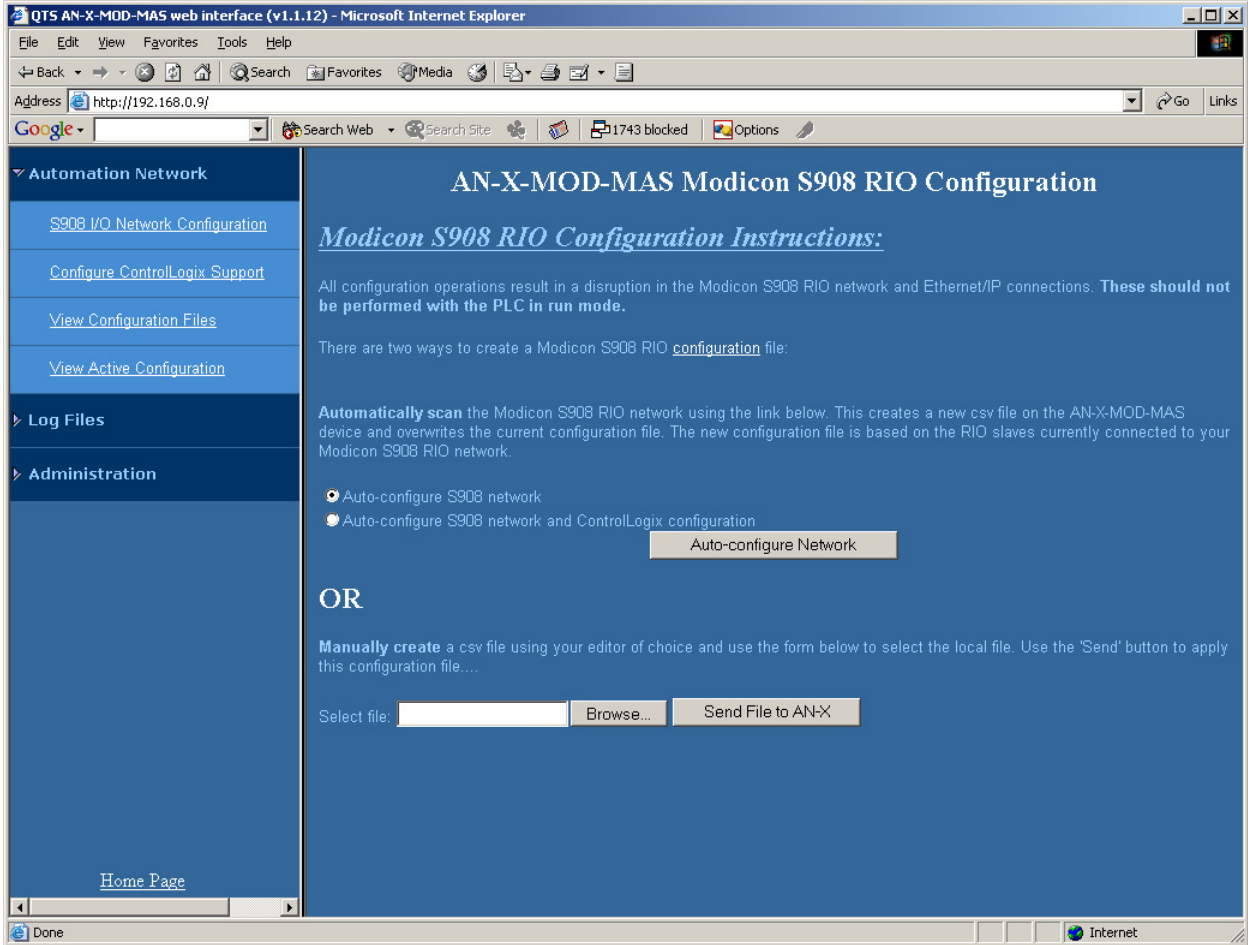 QTS AN-X-MOD-MAS web interface (v1.1.12) - Microsoft Internet Explorer
File Edit View Favorites Tools Help
Back Search Favorites Media
Address http://192.168.0.9/ Go Links
Google Search Web Search Site 1743 blocked Options
Automation Network
S908 I/O Network Configuration
Configure ControlLogix Support
View Configuration Files
View Active Configuration
Log Files
Administration
Home Page
AN-X-MOD-MAS Modicon S908 RIO Configuration
Modicon S908 RIO Configuration Instructions:
All configuration operations result in a disruption in the Modicon S908 RIO network and Ethernet/IP connections. These should not
be performed with the PLC in run mode.
There are two ways to create a Modicon S908 RIO configuration file:
Automatically scan the Modicon S908 RIO network using the link below. This creates a new csv file on the AN-X-MOD-MAS
device and overwrites the current configuration file. The new configuration file is based on the RIO slaves currently connected to your
Modicon S908 RIO network.
Auto-configure S908 network
Auto-configure S908 network and ControlLogix configuration
Auto-configure Network
OR
Manually create a csv file using your editor of choice and use the form below to select the local file. Use the 'Send' button to apply
this configuration file....
Select file: Browse... Send File to AN-X
Done Internet